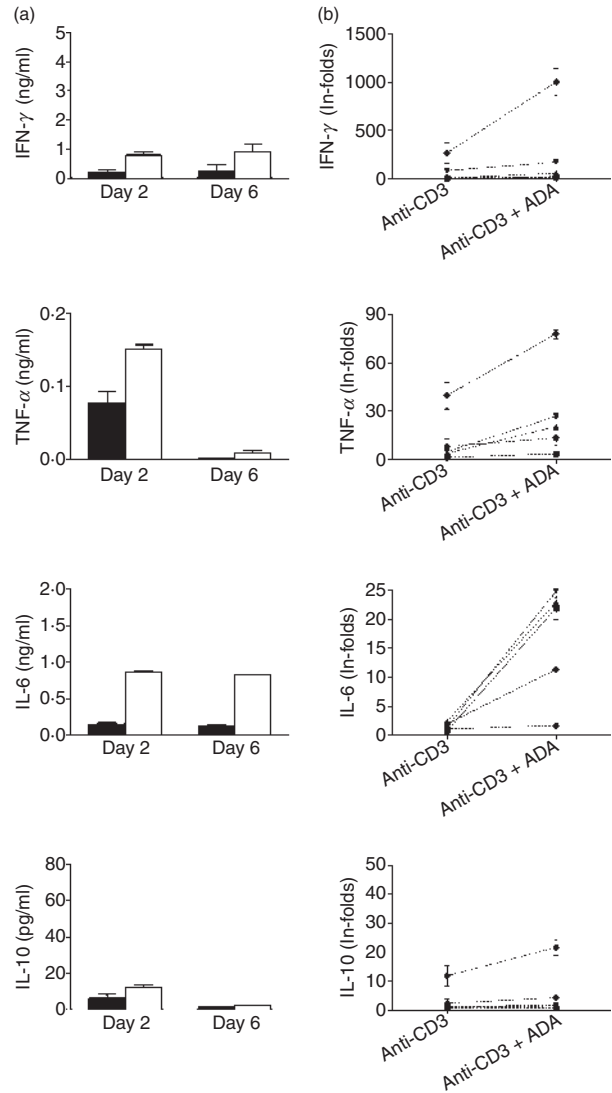 (a)
IFN-γ (ng/ml)
5
4
3
2
1
0
Day 2
Day 6
(b)
IFN-γ (In-folds)
1500
1000
500
0
Anti-CD3
Anti-CD3 + ADA
TNF-α (ng/ml)
0·2
0·1
0·0
Day 2
Day 6
TNF-α (In-folds)
90
60
30
0
Anti-CD3
Anti-CD3 + ADA
IL-6 (ng/ml)
2·0
1·5
1·0
0·5
0·0
Day 2
Day 6
IL-6 (In-folds)
25
20
15
10
5
0
Anti-CD3
Anti-CD3 + ADA
IL-10 (pg/ml)
80
60
40
20
0
Day 2
Day 6
IL-10 (In-folds)
50
40
30
20
10
0
Anti-CD3
Anti-CD3 + ADA